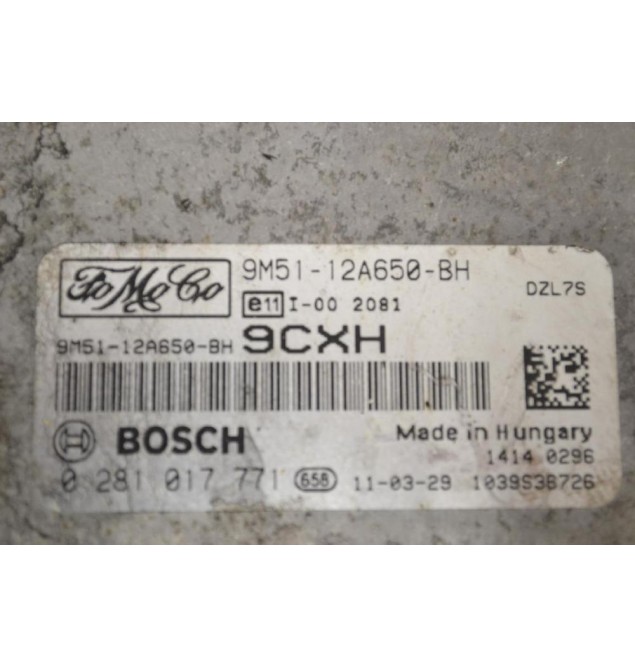 FoMoCo 9M51-12A650-BH DZL7S
e11 I-00 2081
9M51-12A650-BH 9CXH
BOSCH Made in Hungary
1414 0296
0 281 017 771 658 11-03-29 1039S36726